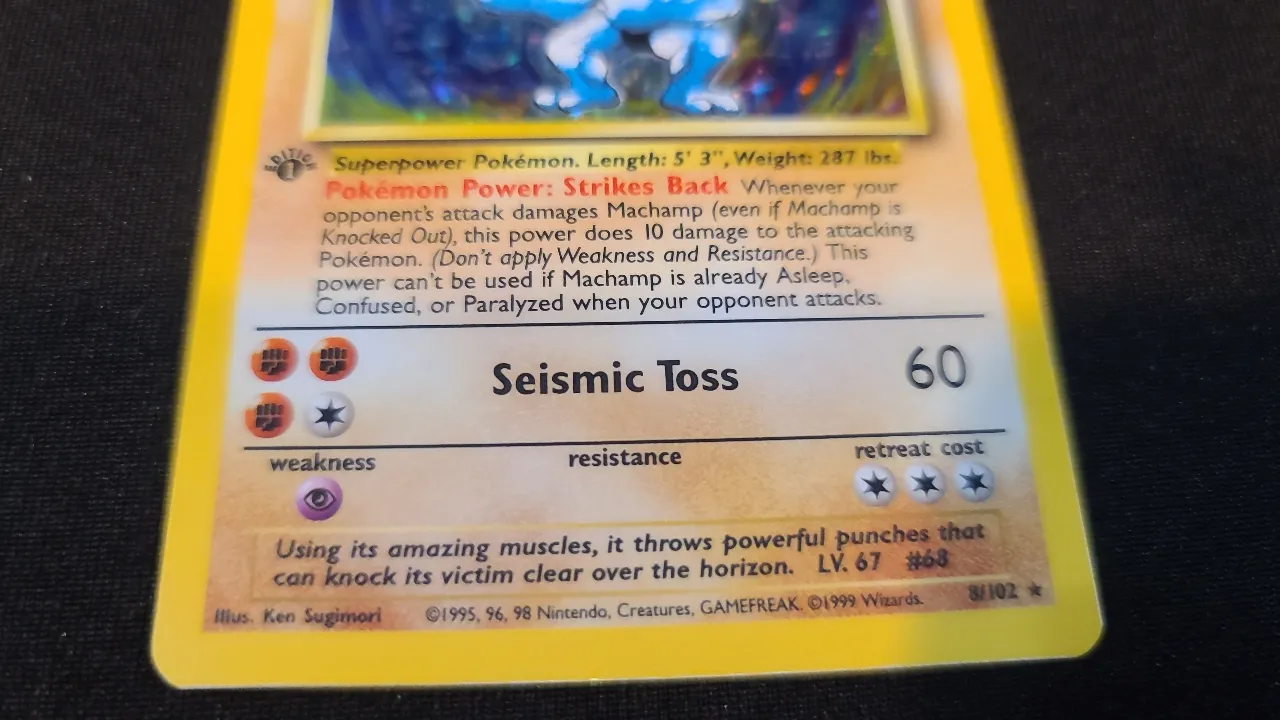 EDITION
1
Superpower Pokémon. Length: 5' 3", Weight: 287 lbs.
Pokémon Power: Strikes Back Whenever your
opponent's attack damages Machamp (even if Machamp is
Knocked Out), this power does 10 damage to the attacking
Pokémon. (Don't apply Weakness and Resistance.) This
power can't be used if Machamp is already Asleep,
Confused, or Paralyzed when your opponent attacks.
Seismic Toss 60
weakness resistance retreat cost
Using its amazing muscles, it throws powerful punches that
can knock its victim clear over the horizon. LV. 67 #68
Illus. Ken Sugimori ©1995, 96, 98 Nintendo, Creatures, GAMEFREAK. ©1999 Wizards. 8/102 ★